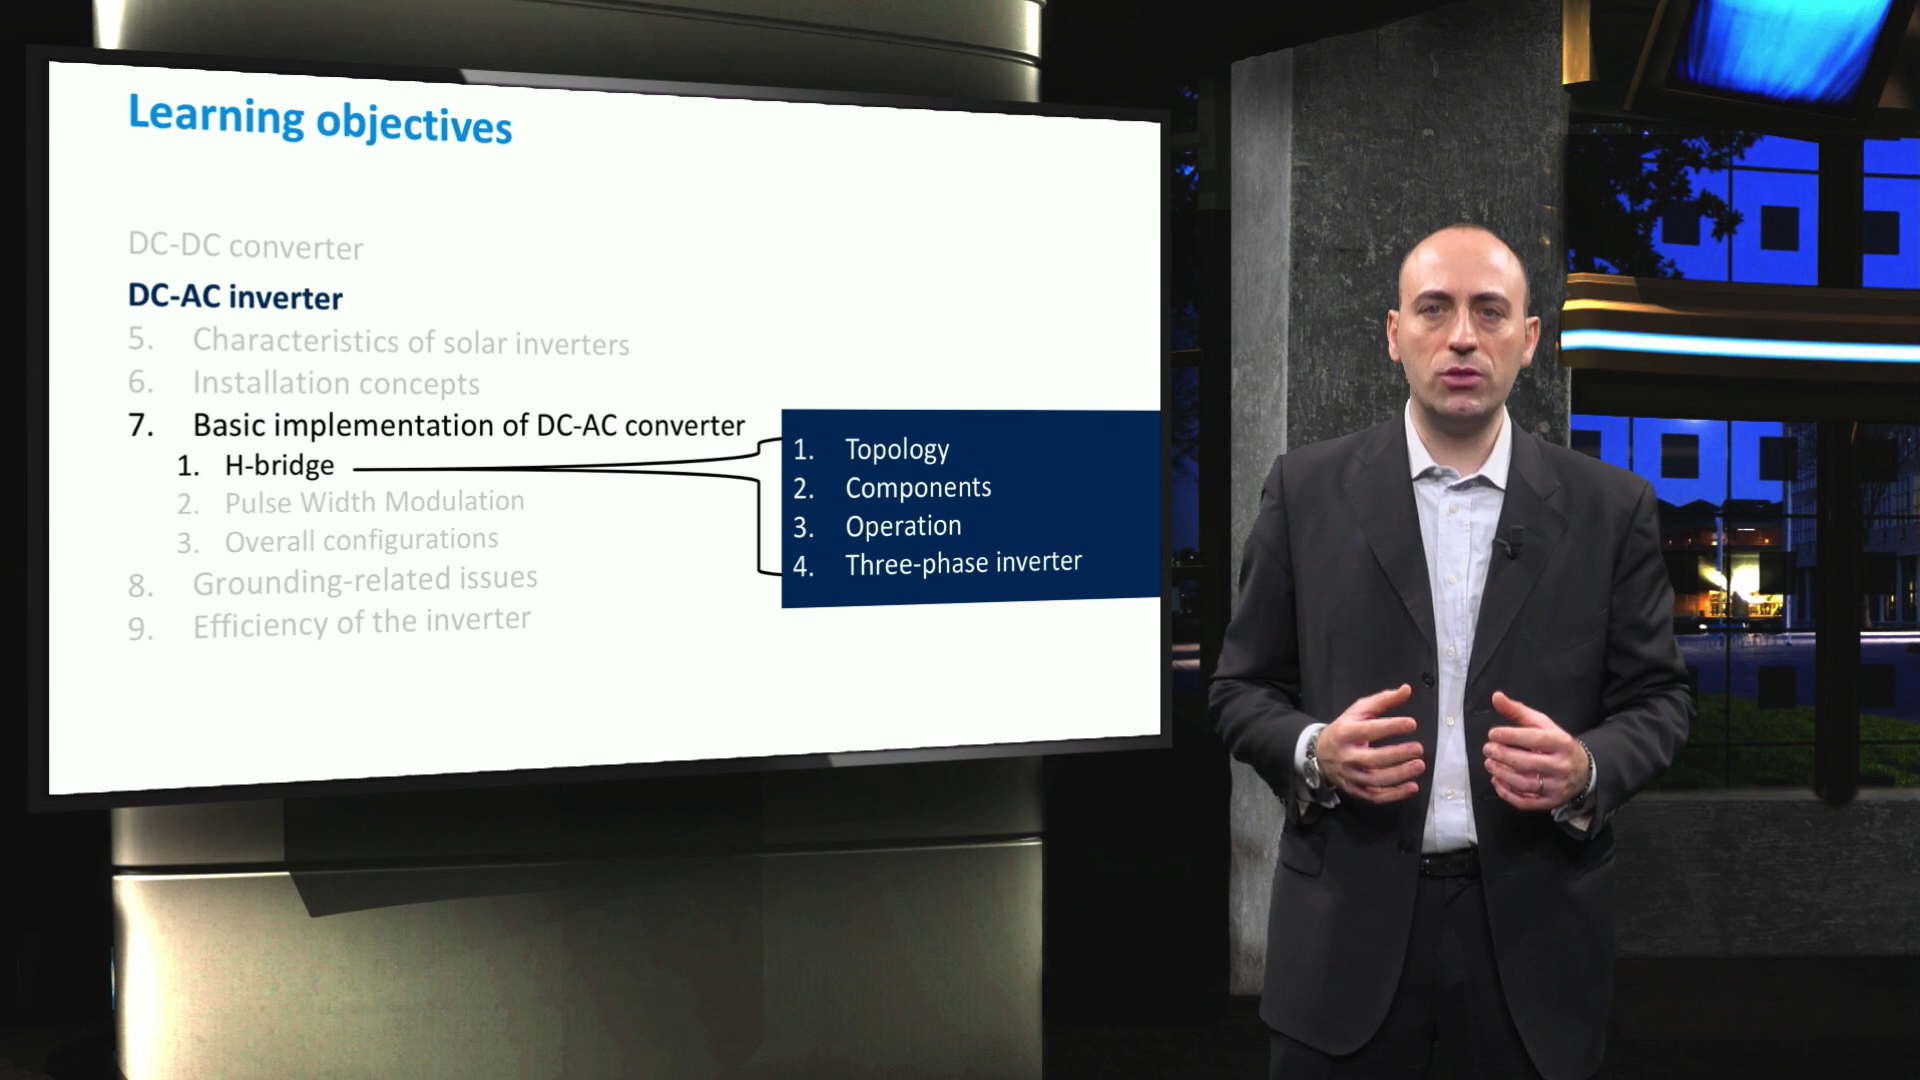 Learning objectives
DC-DC converter
DC-AC inverter
5. Characteristics of solar inverters
6. Installation concepts
7. Basic implementation of DC-AC converter
1. H-bridge
2. Pulse Width Modulation
3. Overall configurations
8. Grounding-related issues
9. Efficiency of the inverter
1. Topology
2. Components
3. Operation
4. Three-phase inverter